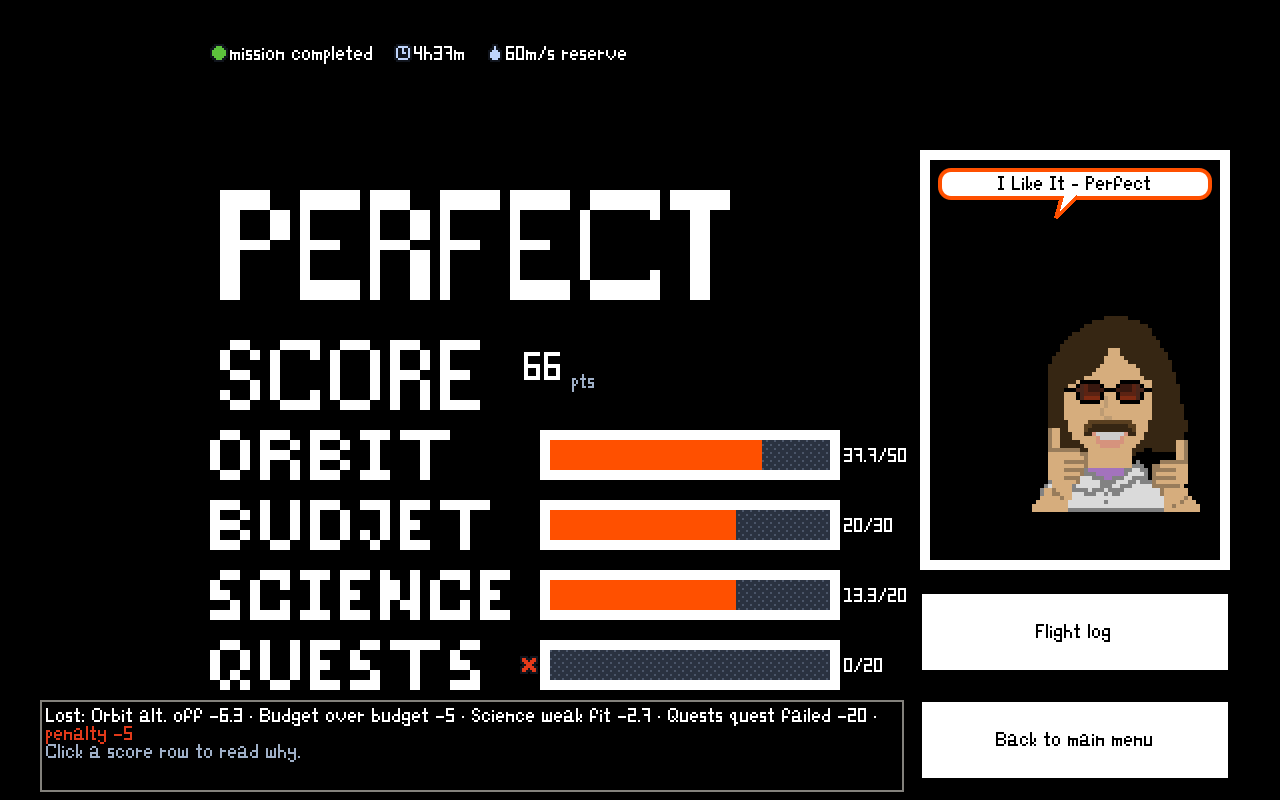 mission completed 4h37m 60m/s reserve
I Like It - Perfect
PERFECT
SCORE 66 pts
ORBIT 37.7/50
BUDJET 20/30
SCIENCE 13.3/20
QUESTS 0/20
Flight log
Lost: Orbit alt. off -6.3 · Budget over budget -5 · Science weak fit -2.7 · Quests quest failed -20 ·
penalty -5
Click a score row to read why.
Back to main menu